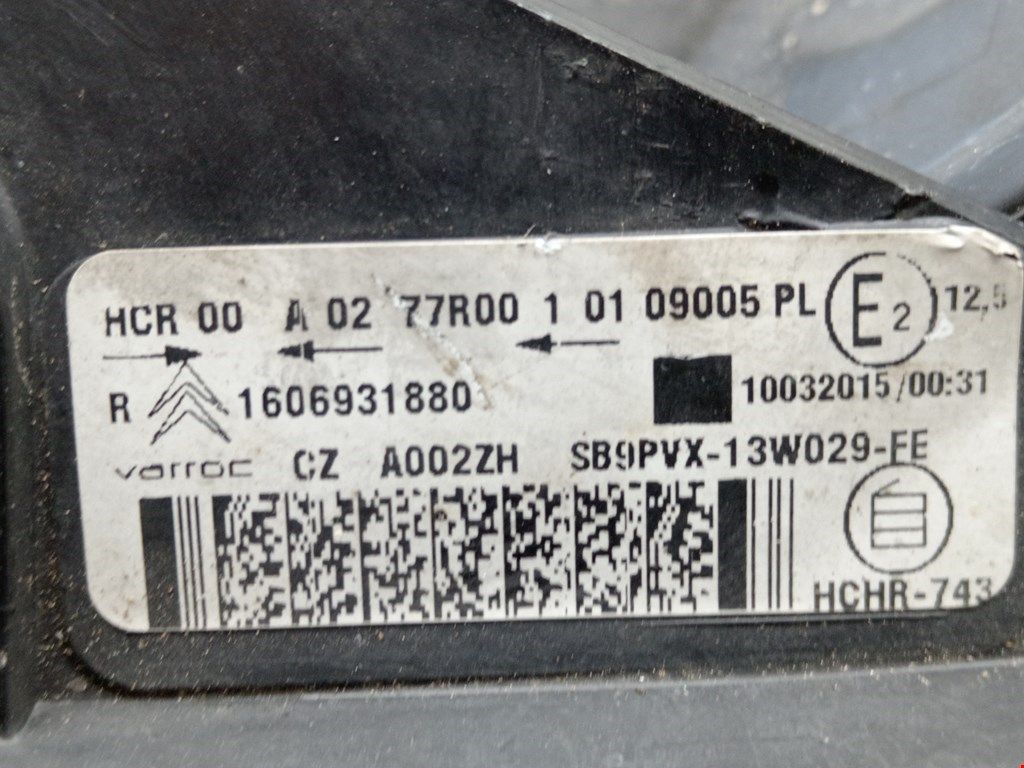 HCR 00 A 02 77R00 1 01 09005 PL E2 12,5
R 1606931880 10032015/00:31
varroc CZ A002ZH SB9PVX-13W029-FE
HCHR-743